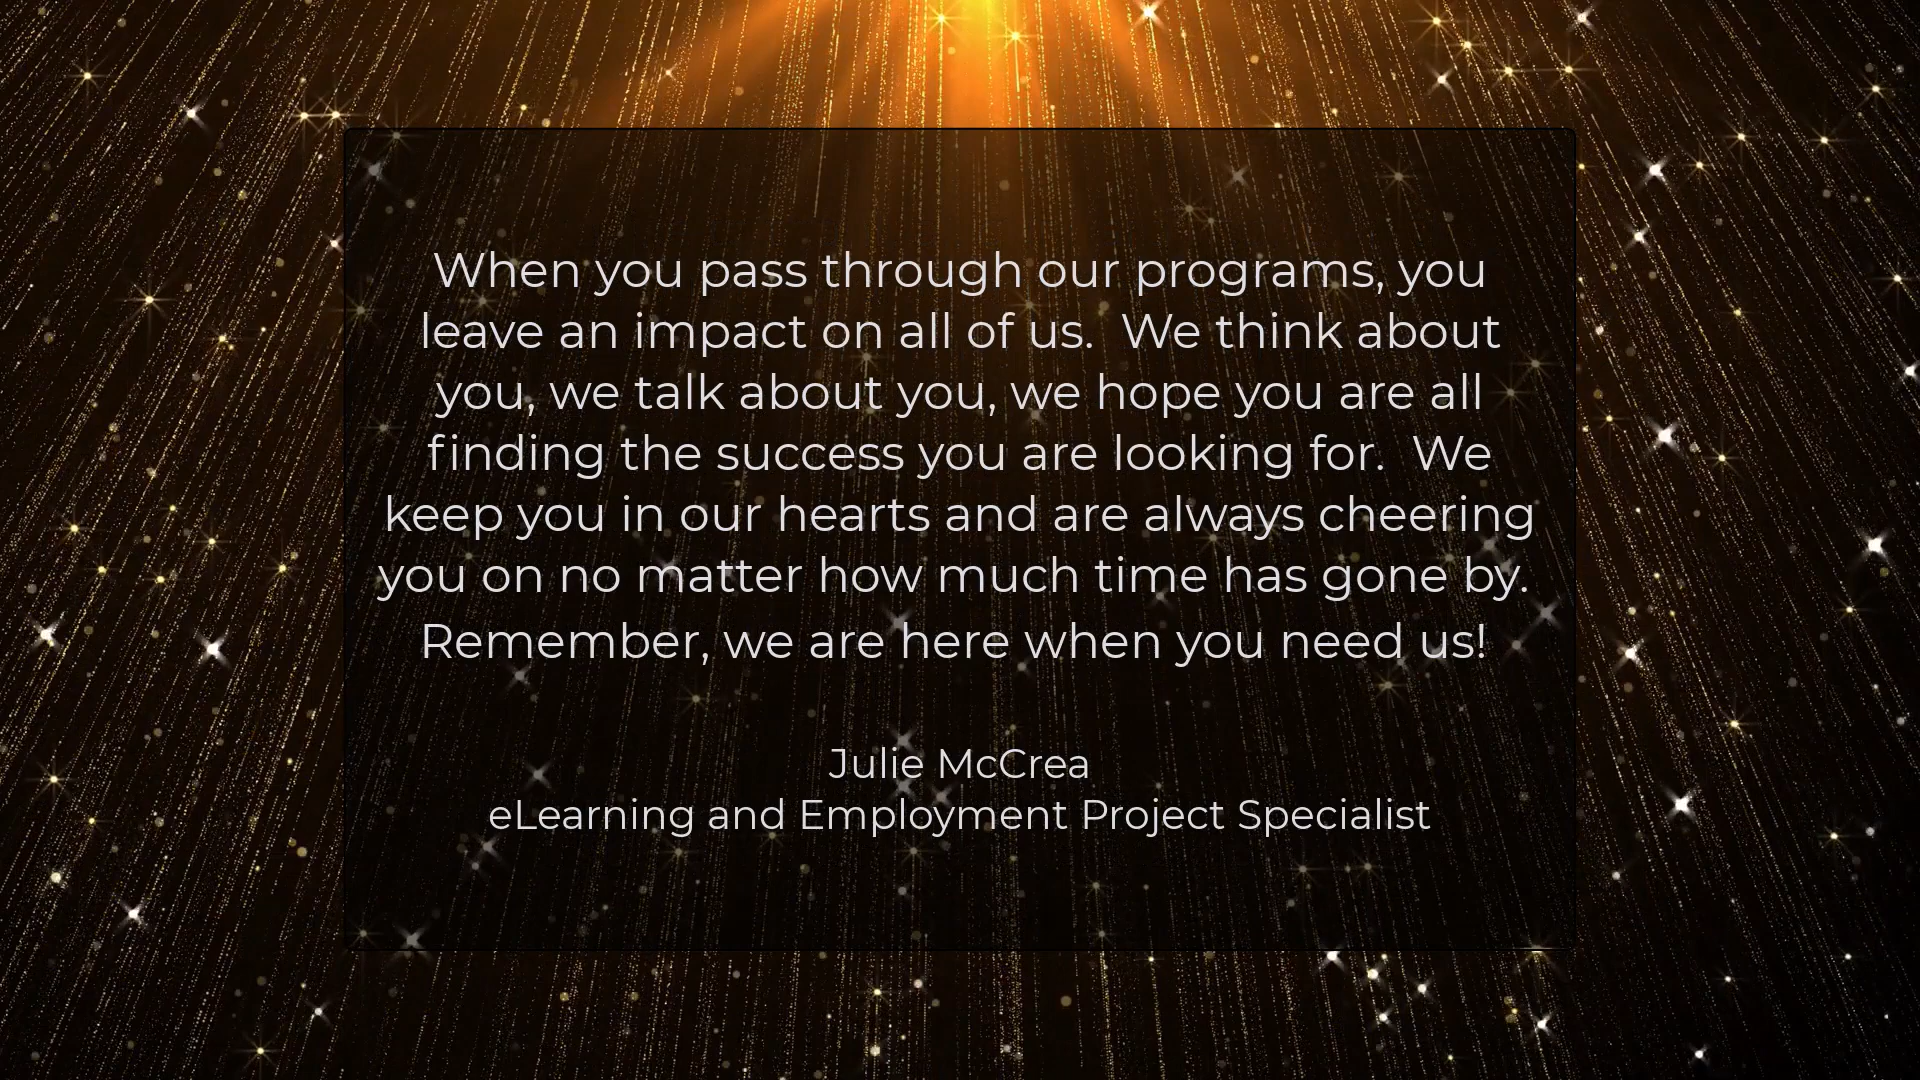 When you pass through our programs, you
leave an impact on all of us.  We think about
you, we talk about you, we hope you are all
finding the success you are looking for.  We
keep you in our hearts and are always cheering
you on no matter how much time has gone by.
Remember, we are here when you need us!
Julie McCrea
eLearning and Employment Project Specialist